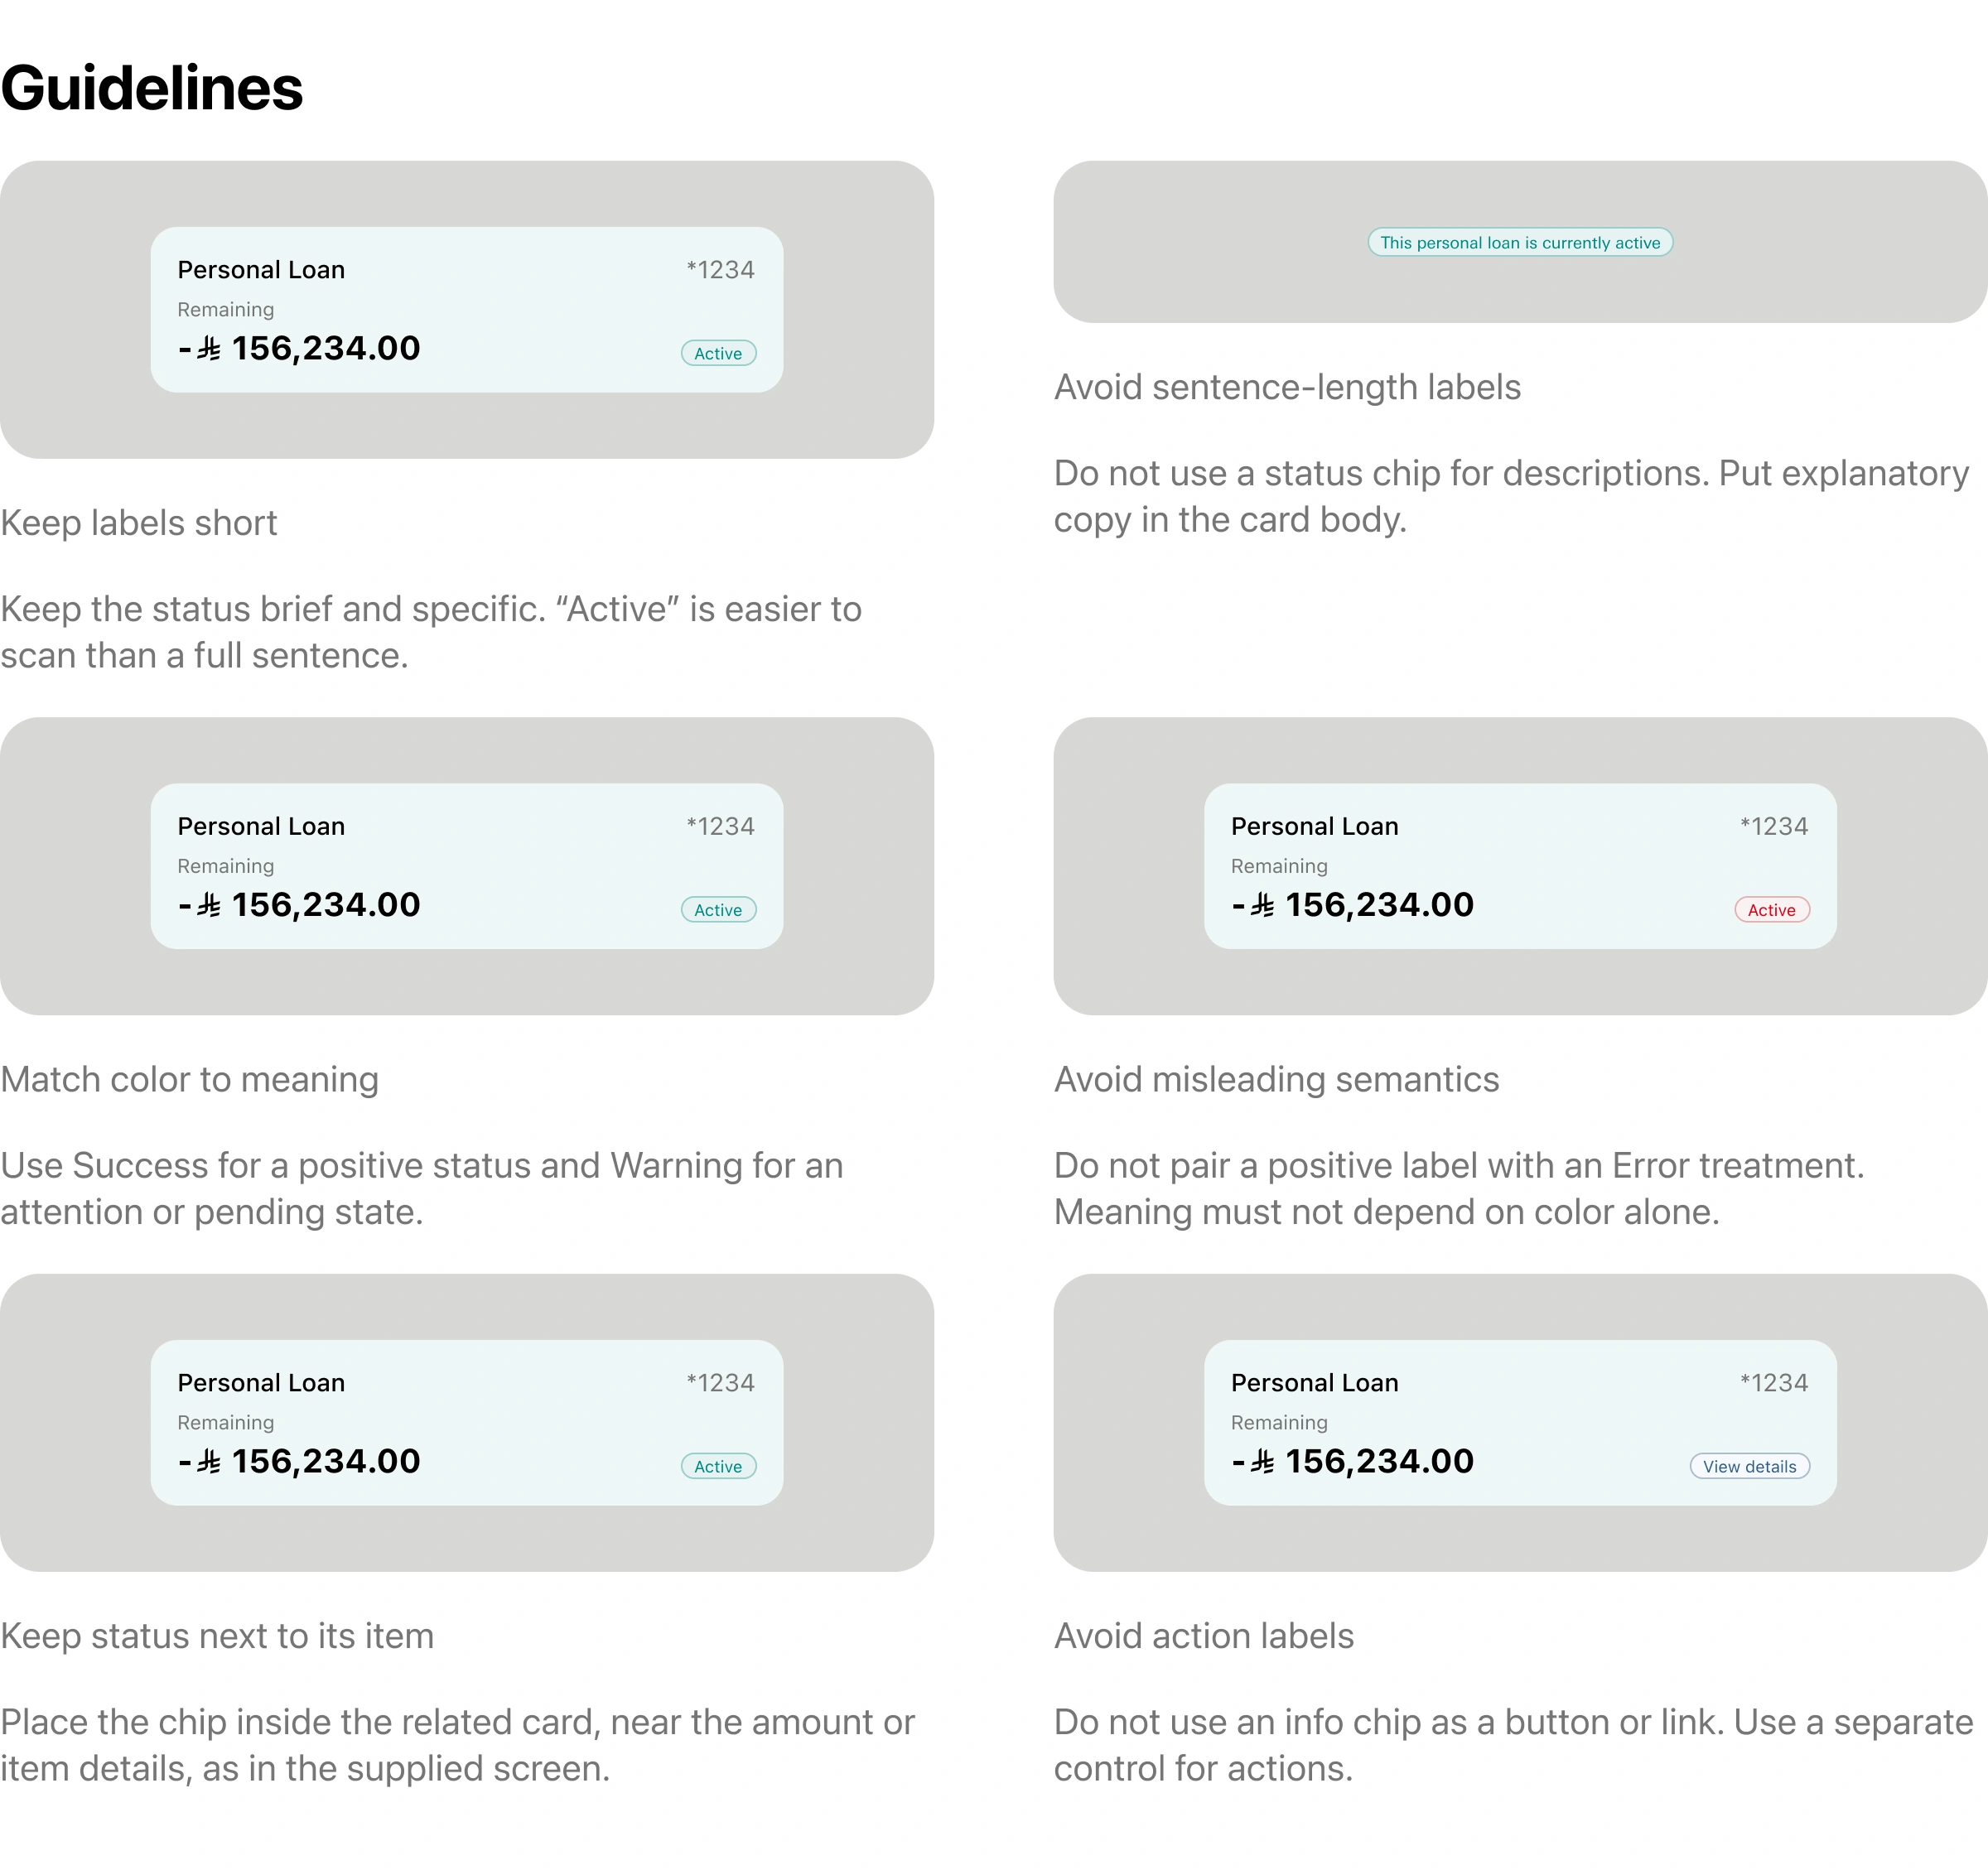 Guidelines
Personal Loan
*1234
Remaining
-⃁ 156,234.00
Active
Keep labels short
Keep the status brief and specific. “Active” is easier to
scan than a full sentence.
This personal loan is currently active
Avoid sentence-length labels
Do not use a status chip for descriptions. Put explanatory
copy in the card body.
Personal Loan
*1234
Remaining
-⃁ 156,234.00
Active
Match color to meaning
Use Success for a positive status and Warning for an
attention or pending state.
Personal Loan
*1234
Remaining
-⃁ 156,234.00
Active
Avoid misleading semantics
Do not pair a positive label with an Error treatment.
Meaning must not depend on color alone.
Personal Loan
*1234
Remaining
-⃁ 156,234.00
Active
Keep status next to its item
Place the chip inside the related card, near the amount or
item details, as in the supplied screen.
Personal Loan
*1234
Remaining
-⃁ 156,234.00
View details
Avoid action labels
Do not use an info chip as a button or link. Use a separate
control for actions.